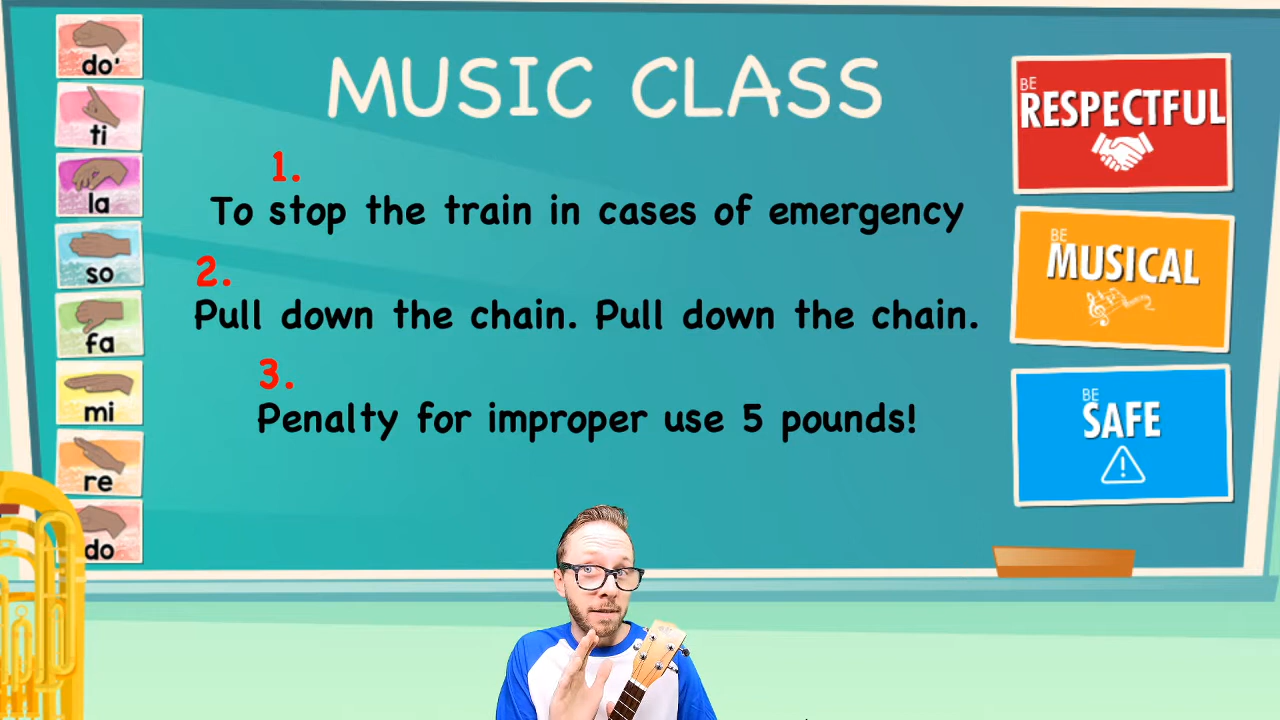 MUSIC CLASS
1.
To stop the train in cases of emergency
2.
Pull down the chain. Pull down the chain.
3.
Penalty for improper use 5 pounds!
do'
ti
la
so
fa
mi
re
do
BE
RESPECTFUL
BE
MUSICAL
BE
SAFE